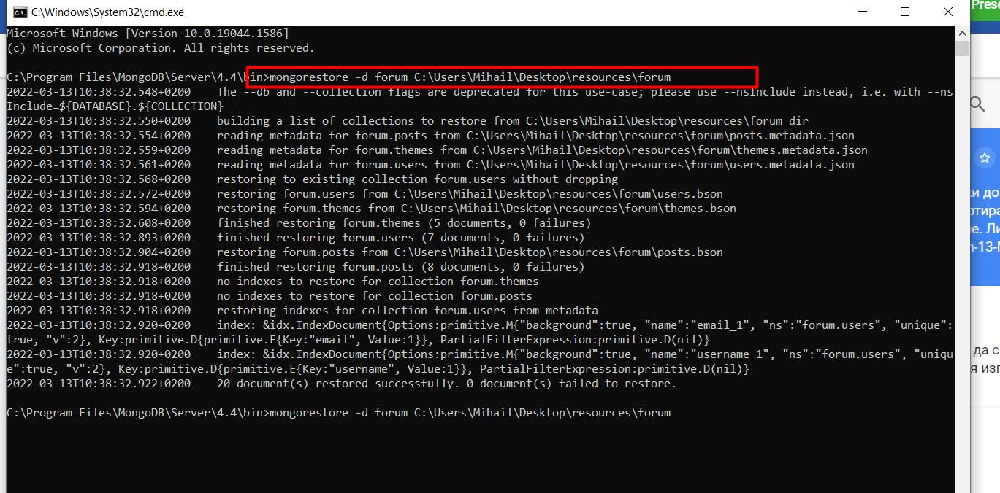 C:\Windows\System32\cmd.exe
Prese
Microsoft Windows [Version 10.0.19044.1586]
(c) Microsoft Corporation. All rights reserved.
C:\Program Files\MongoDB\Server\4.4\bin>mongorestore -d forum C:\Users\Mihail\Desktop\resources\forum
2022-03-13T10:38:32.548+0200    The --db and --collection flags are deprecated for this use-case; please use --nsInclude instead, i.e. with --ns
Include=${DATABASE}.${COLLECTION}
2022-03-13T10:38:32.550+0200    building a list of collections to restore from C:\Users\Mihail\Desktop\resources\forum dir
2022-03-13T10:38:32.554+0200    reading metadata for forum.posts from C:\Users\Mihail\Desktop\resources\forum\posts.metadata.json
2022-03-13T10:38:32.559+0200    reading metadata for forum.themes from C:\Users\Mihail\Desktop\resources\forum\themes.metadata.json
2022-03-13T10:38:32.561+0200    reading metadata for forum.users from C:\Users\Mihail\Desktop\resources\forum\users.metadata.json
2022-03-13T10:38:32.568+0200    restoring to existing collection forum.users without dropping
2022-03-13T10:38:32.572+0200    restoring forum.users from C:\Users\Mihail\Desktop\resources\forum\users.bson
2022-03-13T10:38:32.594+0200    restoring forum.themes from C:\Users\Mihail\Desktop\resources\forum\themes.bson
2022-03-13T10:38:32.608+0200    finished restoring forum.themes (5 documents, 0 failures)
2022-03-13T10:38:32.893+0200    finished restoring forum.users (7 documents, 0 failures)
2022-03-13T10:38:32.904+0200    restoring forum.posts from C:\Users\Mihail\Desktop\resources\forum\posts.bson
2022-03-13T10:38:32.918+0200    finished restoring forum.posts (8 documents, 0 failures)
2022-03-13T10:38:32.918+0200    no indexes to restore for collection forum.themes
2022-03-13T10:38:32.918+0200    no indexes to restore for collection forum.posts
2022-03-13T10:38:32.918+0200    restoring indexes for collection forum.users from metadata
2022-03-13T10:38:32.920+0200    index: &idx.IndexDocument{Options:primitive.M{"background":true, "name":"email_1", "ns":"forum.users", "unique":
true, "v":2}, Key:primitive.D{primitive.E{Key:"email", Value:1}}, PartialFilterExpression:primitive.D(nil)}
2022-03-13T10:38:32.920+0200    index: &idx.IndexDocument{Options:primitive.M{"background":true, "name":"username_1", "ns":"forum.users", "uniqu
e":true, "v":2}, Key:primitive.D{primitive.E{Key:"username", Value:1}}, PartialFilterExpression:primitive.D(nil)}
2022-03-13T10:38:32.922+0200    20 document(s) restored successfully. 0 document(s) failed to restore.
C:\Program Files\MongoDB\Server\4.4\bin>mongorestore -d forum C:\Users\Mihail\Desktop\resources\forum
ки до
ртира
е. Ли
n-13-
да с
я изг